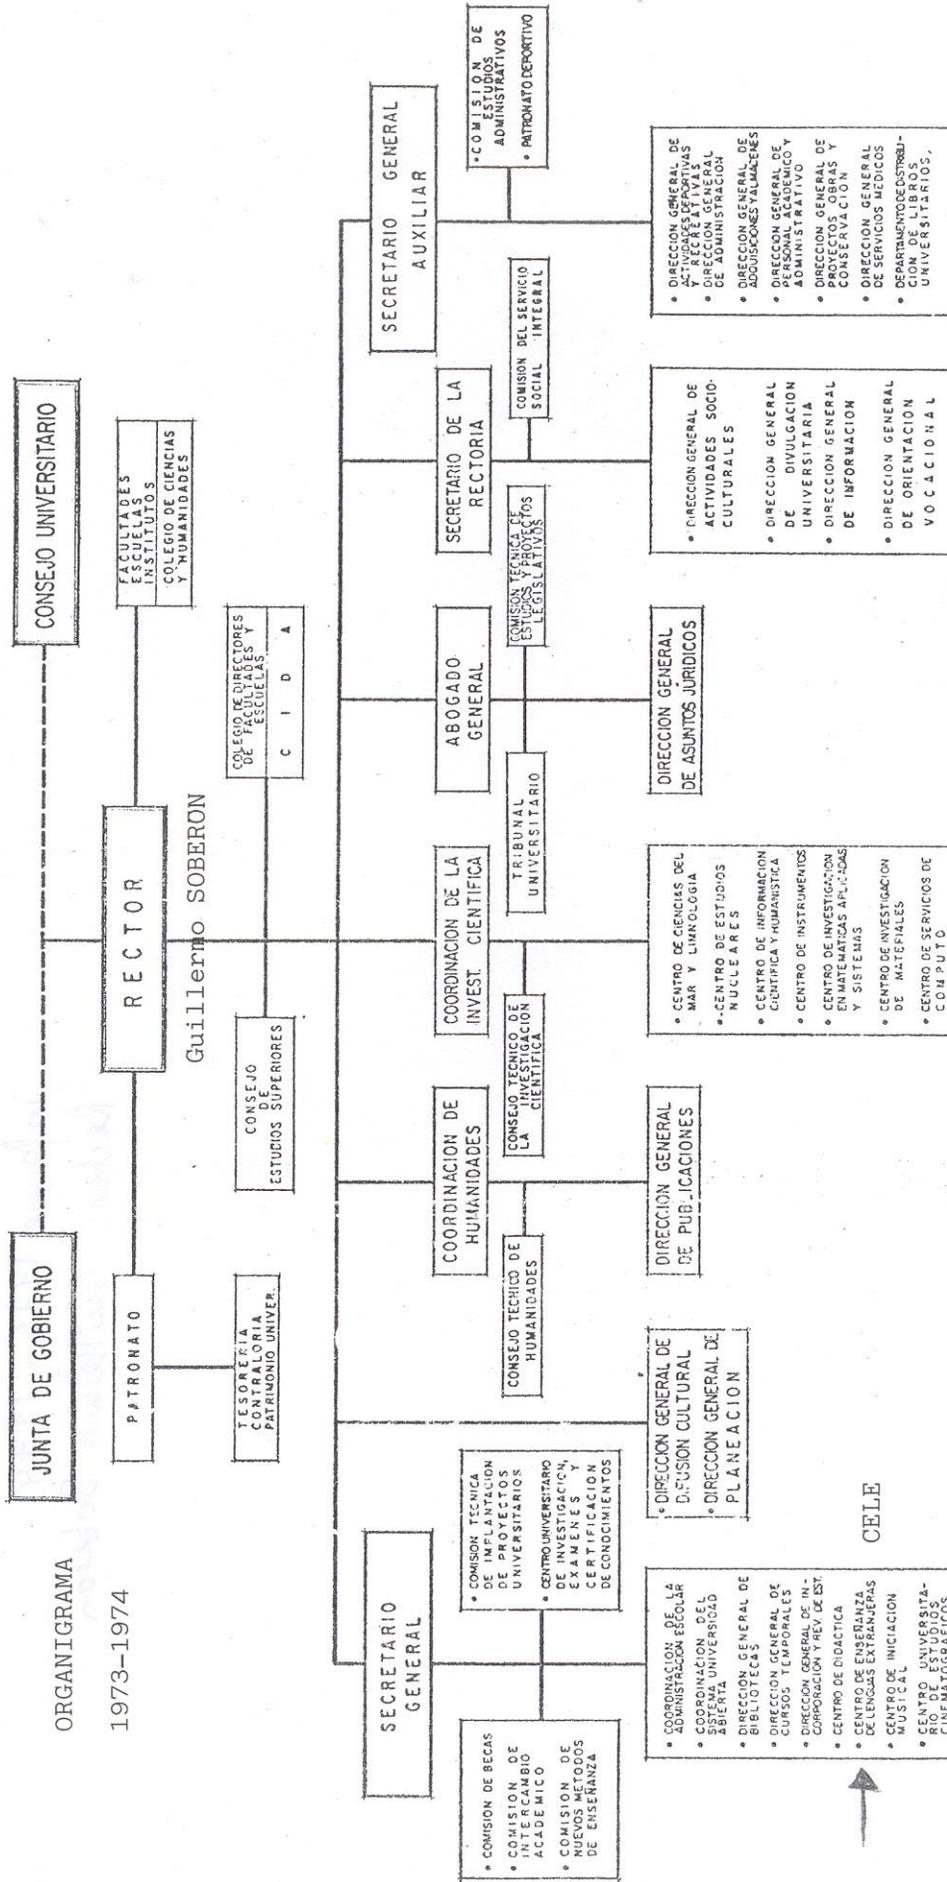 ORGANIGRAMA
1973-1974
JUNTA DE GOBIERNO
CONSEJO UNIVERSITARIO
PATRONATO
RECTOR
Guillermo SOBERON
FACULTADES
ESCUELAS
INSTITUTOS
COLEGIO DE CIENCIAS
Y HUMANIDADES
TESORERIA
CONTRALORIA
PATRIMONIO UNIVER.
CONSEJO
DE
ESTUDIOS SUPERIORES
COLEGIO DE DIRECTORES
DE FACULTADES Y
ESCUELAS
C I D A
SECRETARIO
GENERAL
COORDINACION DE
HUMANIDADES
COORDINACION DE LA
INVEST. CIENTIFICA
ABOGADO
GENERAL
SECRETARIO DE LA
RECTORIA
SECRETARIO GENERAL
AUXILIAR
• COMISION DE BECAS
• COMISION DE
INTERCAMBIO
ACADEMICO
• COMISION DE
NUEVOS METODOS
DE ENSEÑANZA
• COMISION TECNICA
DE IMPLANTACION
DE PROYECTOS
UNIVERSITARIOS
• CENTRO UNIVERSITARIO
DE INVESTIGACION,
EXAMENES Y
CERTIFICACION
DE CONOCIMIENTOS
CONSEJO TECNICO DE
HUMANIDADES
CONSEJO TECNICO DE
LA INVESTIGACION
CIENTIFICA
TRIBUNAL
UNIVERSITARIO
COMISION TECNICA DE
ESTUDIOS Y PROYECTOS
LEGISLATIVOS
COMISION DEL SERVICIO
SOCIAL INTEGRAL
• COMISION DE
ESTUDIOS
ADMINISTRATIVOS
• PATRONATO DEPORTIVO
• COORDINACION DE LA
ADMINISTRACION ESCOLAR
• COORDINACION DEL
SISTEMA UNIVERSIDAD
ABIERTA
• DIRECCION GENERAL DE
BIBLIOTECAS
• DIRECCION GENERAL DE
CURSOS TEMPORALES
• DIRECCION GENERAL DE IN-
CORPORACION Y REV. DE EST.
• CENTRO DE DIDACTICA
• CENTRO DE ENSEÑANZA
DE LENGUAS EXTRANJERAS
• CENTRO DE INICIACION
MUSICAL
• CENTRO UNIVERSITA-
RIO DE ESTUDIOS
CINEMATOGRAFICOS
CELE
• DIRECCION GENERAL DE
DIFUSION CULTURAL
• DIRECCION GENERAL DE
PLANEACION
DIRECCION GENERAL
DE PUBLICACIONES
• CENTRO DE CIENCIAS DEL
MAR Y LIMNOLOGIA
• CENTRO DE ESTUDIOS
NUCLEARES
• CENTRO DE INFORMACION
CIENTIFICA Y HUMANISTICA
• CENTRO DE INSTRUMENTOS
• CENTRO DE INVESTIGACION
EN MATEMATICAS APLICADAS
Y SISTEMAS
• CENTRO DE INVESTIGACION
DE MATERIALES
• CENTRO DE SERVICIOS DE
COMPUTO
DIRECCION GENERAL
DE ASUNTOS JURIDICOS
• DIRECCION GENERAL DE
ACTIVIDADES SOCIO-
CULTURALES
• DIRECCION GENERAL
DE DIVULGACION
UNIVERSITARIA
• DIRECCION GENERAL
DE INFORMACION
• DIRECCION GENERAL
DE ORIENTACION
VOCACIONAL
• DIRECCION GENERAL DE
ACTIVIDADES DEPORTIVAS
Y RECREATIVAS
• DIRECCION GENERAL
DE ADMINISTRACION
• DIRECCION GENERAL DE
ADQUISICIONES Y ALMACENES
• DIRECCION GENERAL DE
PERSONAL ACADEMICO Y
ADMINISTRATIVO
• DIRECCION GENERAL DE
PROYECTOS OBRAS Y
CONSERVACION
• DIRECCION GENERAL
DE SERVICIOS MEDICOS
• DEPARTAMENTO DE DISTRIBU-
CION DE LIBROS
UNIVERSITARIOS,